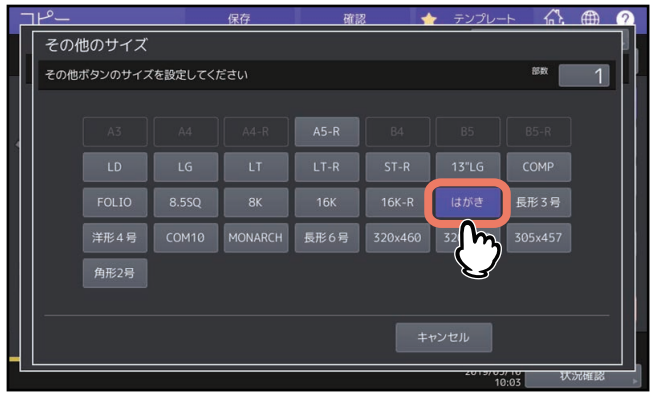 コピー 保存 確認 テンプレート ?
その他のサイズ
その他ボタンのサイズを設定してください 部数 1
A3 A4 A4-R A5-R B4 B5 B5-R
LD LG LT LT-R ST-R 13"LG COMP
FOLIO 8.5SQ 8K 16K 16K-R はがき 長形3号
洋形4号 COM10 MONARCH 長形6号 320x460 305x457
角形2号
キャンセル
10:03 状況確認